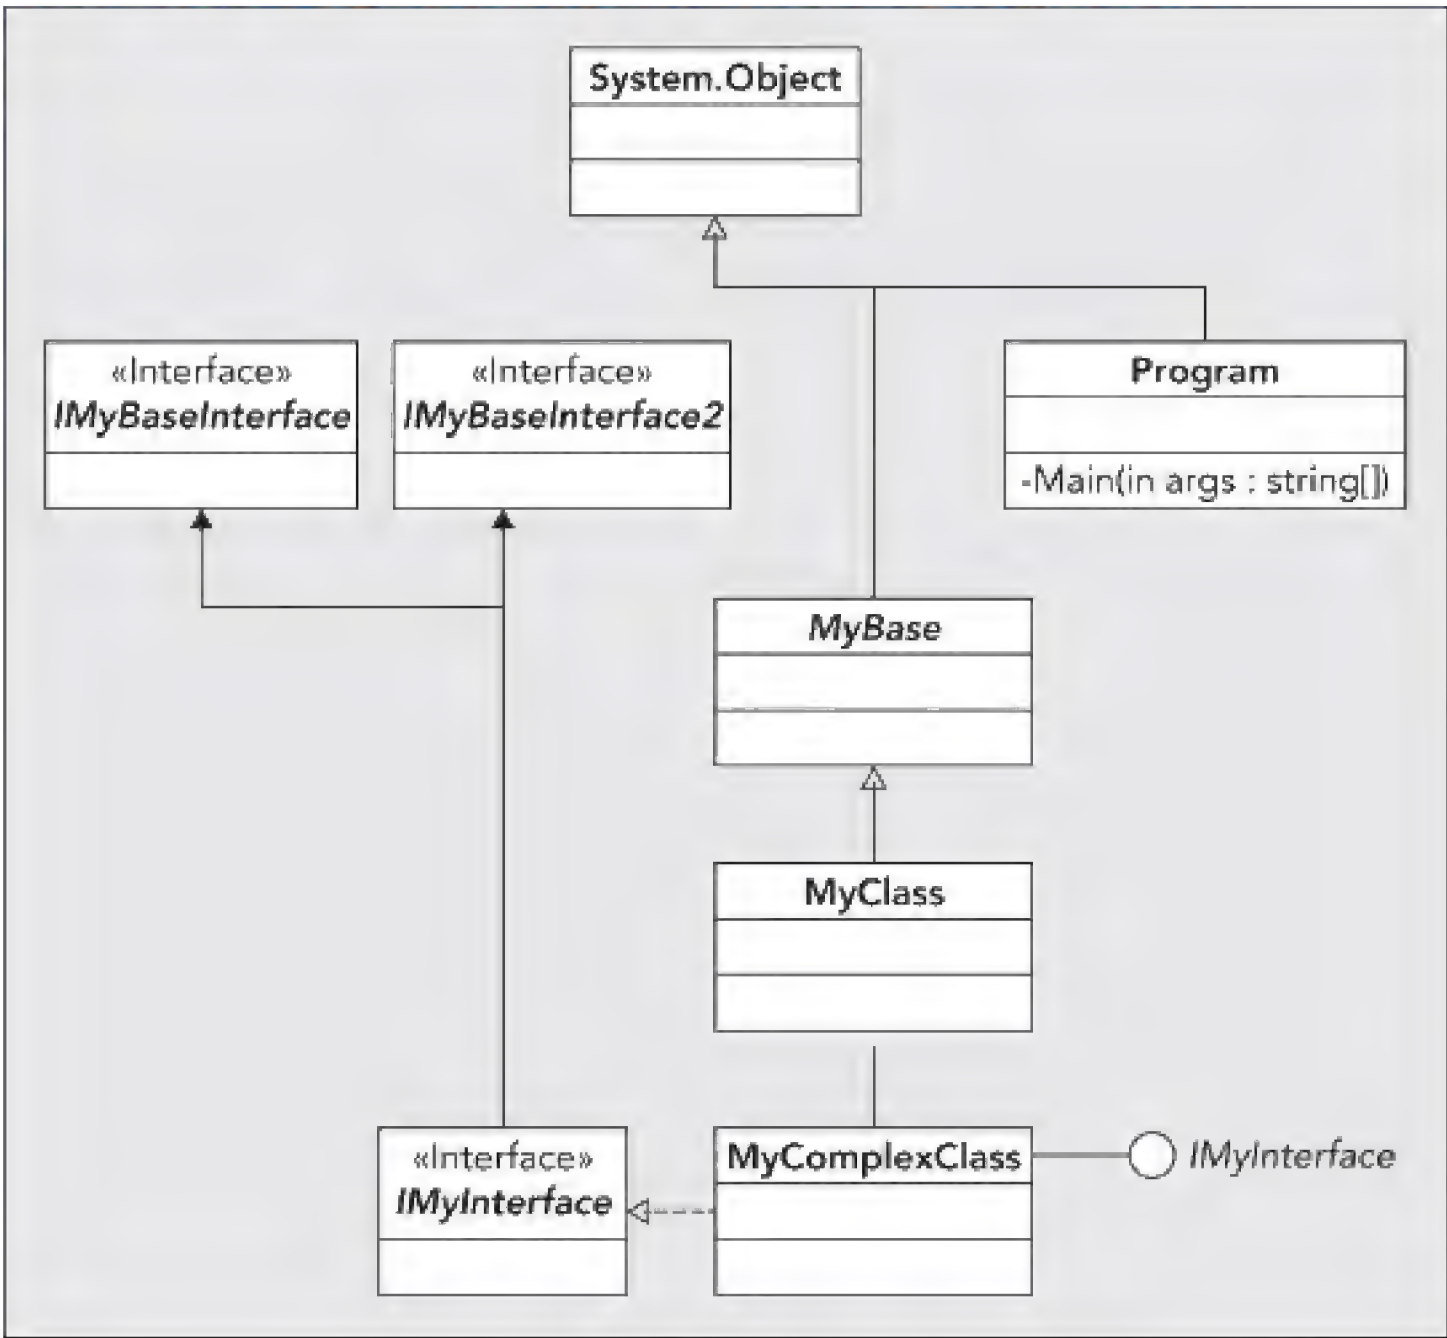 System.Object
«Interface»
IMyBaseInterface
«Interface»
IMyBaseInterface2
Program
-Main(in args : string[])
MyBase
MyClass
«Interface»
IMyInterface
MyComplexClass
IMyInterface